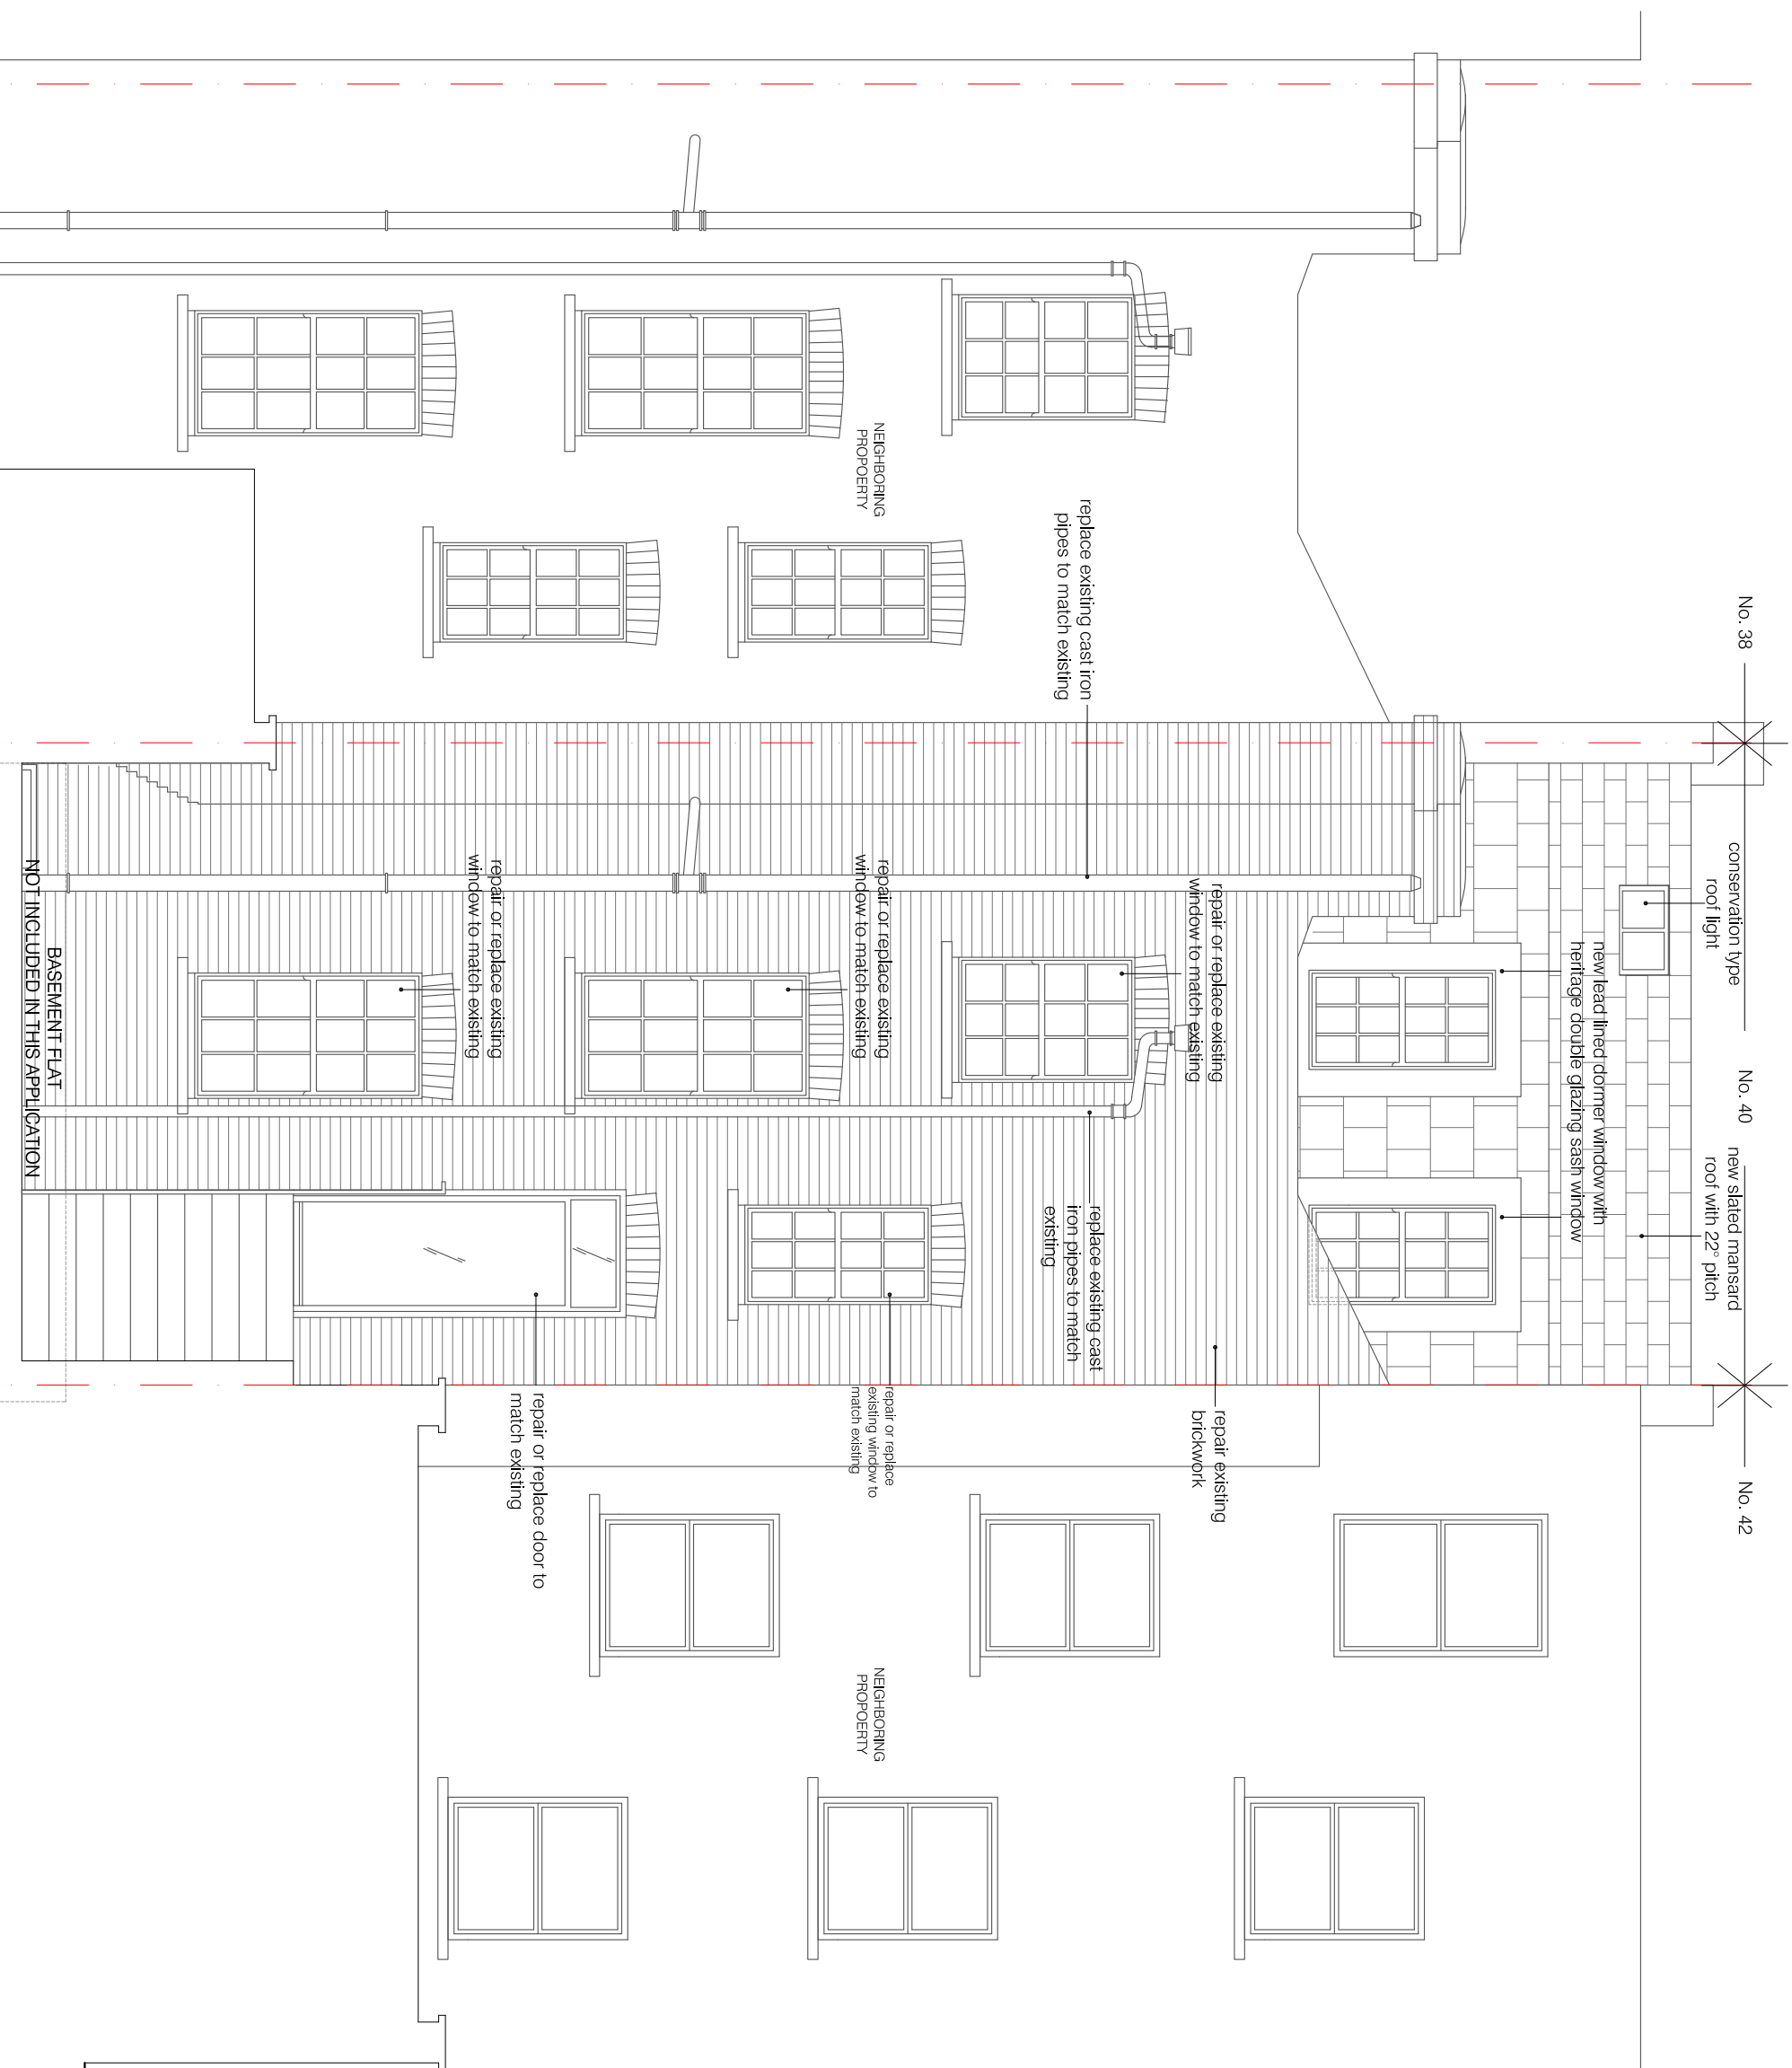 No. 38
No. 40
No. 42
conservation type
roof light
new slated mansard
roof with 22° pitch
new lead lined dormer window with
heritage double glazing sash window
repair or replace existing
window to match existing
repair existing
brickwork
replace existing cast iron
pipes to match existing
replace existing cast
iron pipes to match
existing
NEIGHBORING
PROPOERTY
repair or replace existing
window to match existing
repair or replace
existing window to
match existing
NEIGHBORING
PROPOERTY
repair or replace existing
window to match existing
repair or replace door to
match existing
BASEMENT FLAT
NOT INCLUDED IN THIS APPLICATION